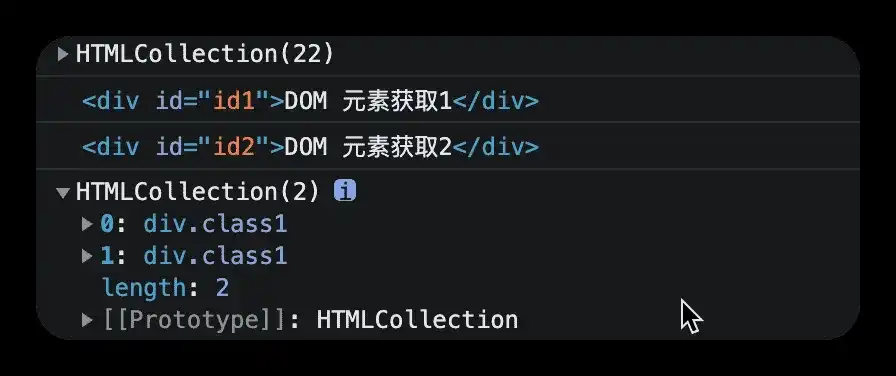 HTMLCollection(22)
<div id="id1">DOM 元素获取1</div>
<div id="id2">DOM 元素获取2</div>
HTMLCollection(2) i
0: div.class1
1: div.class1
length: 2
[[Prototype]]: HTMLCollection